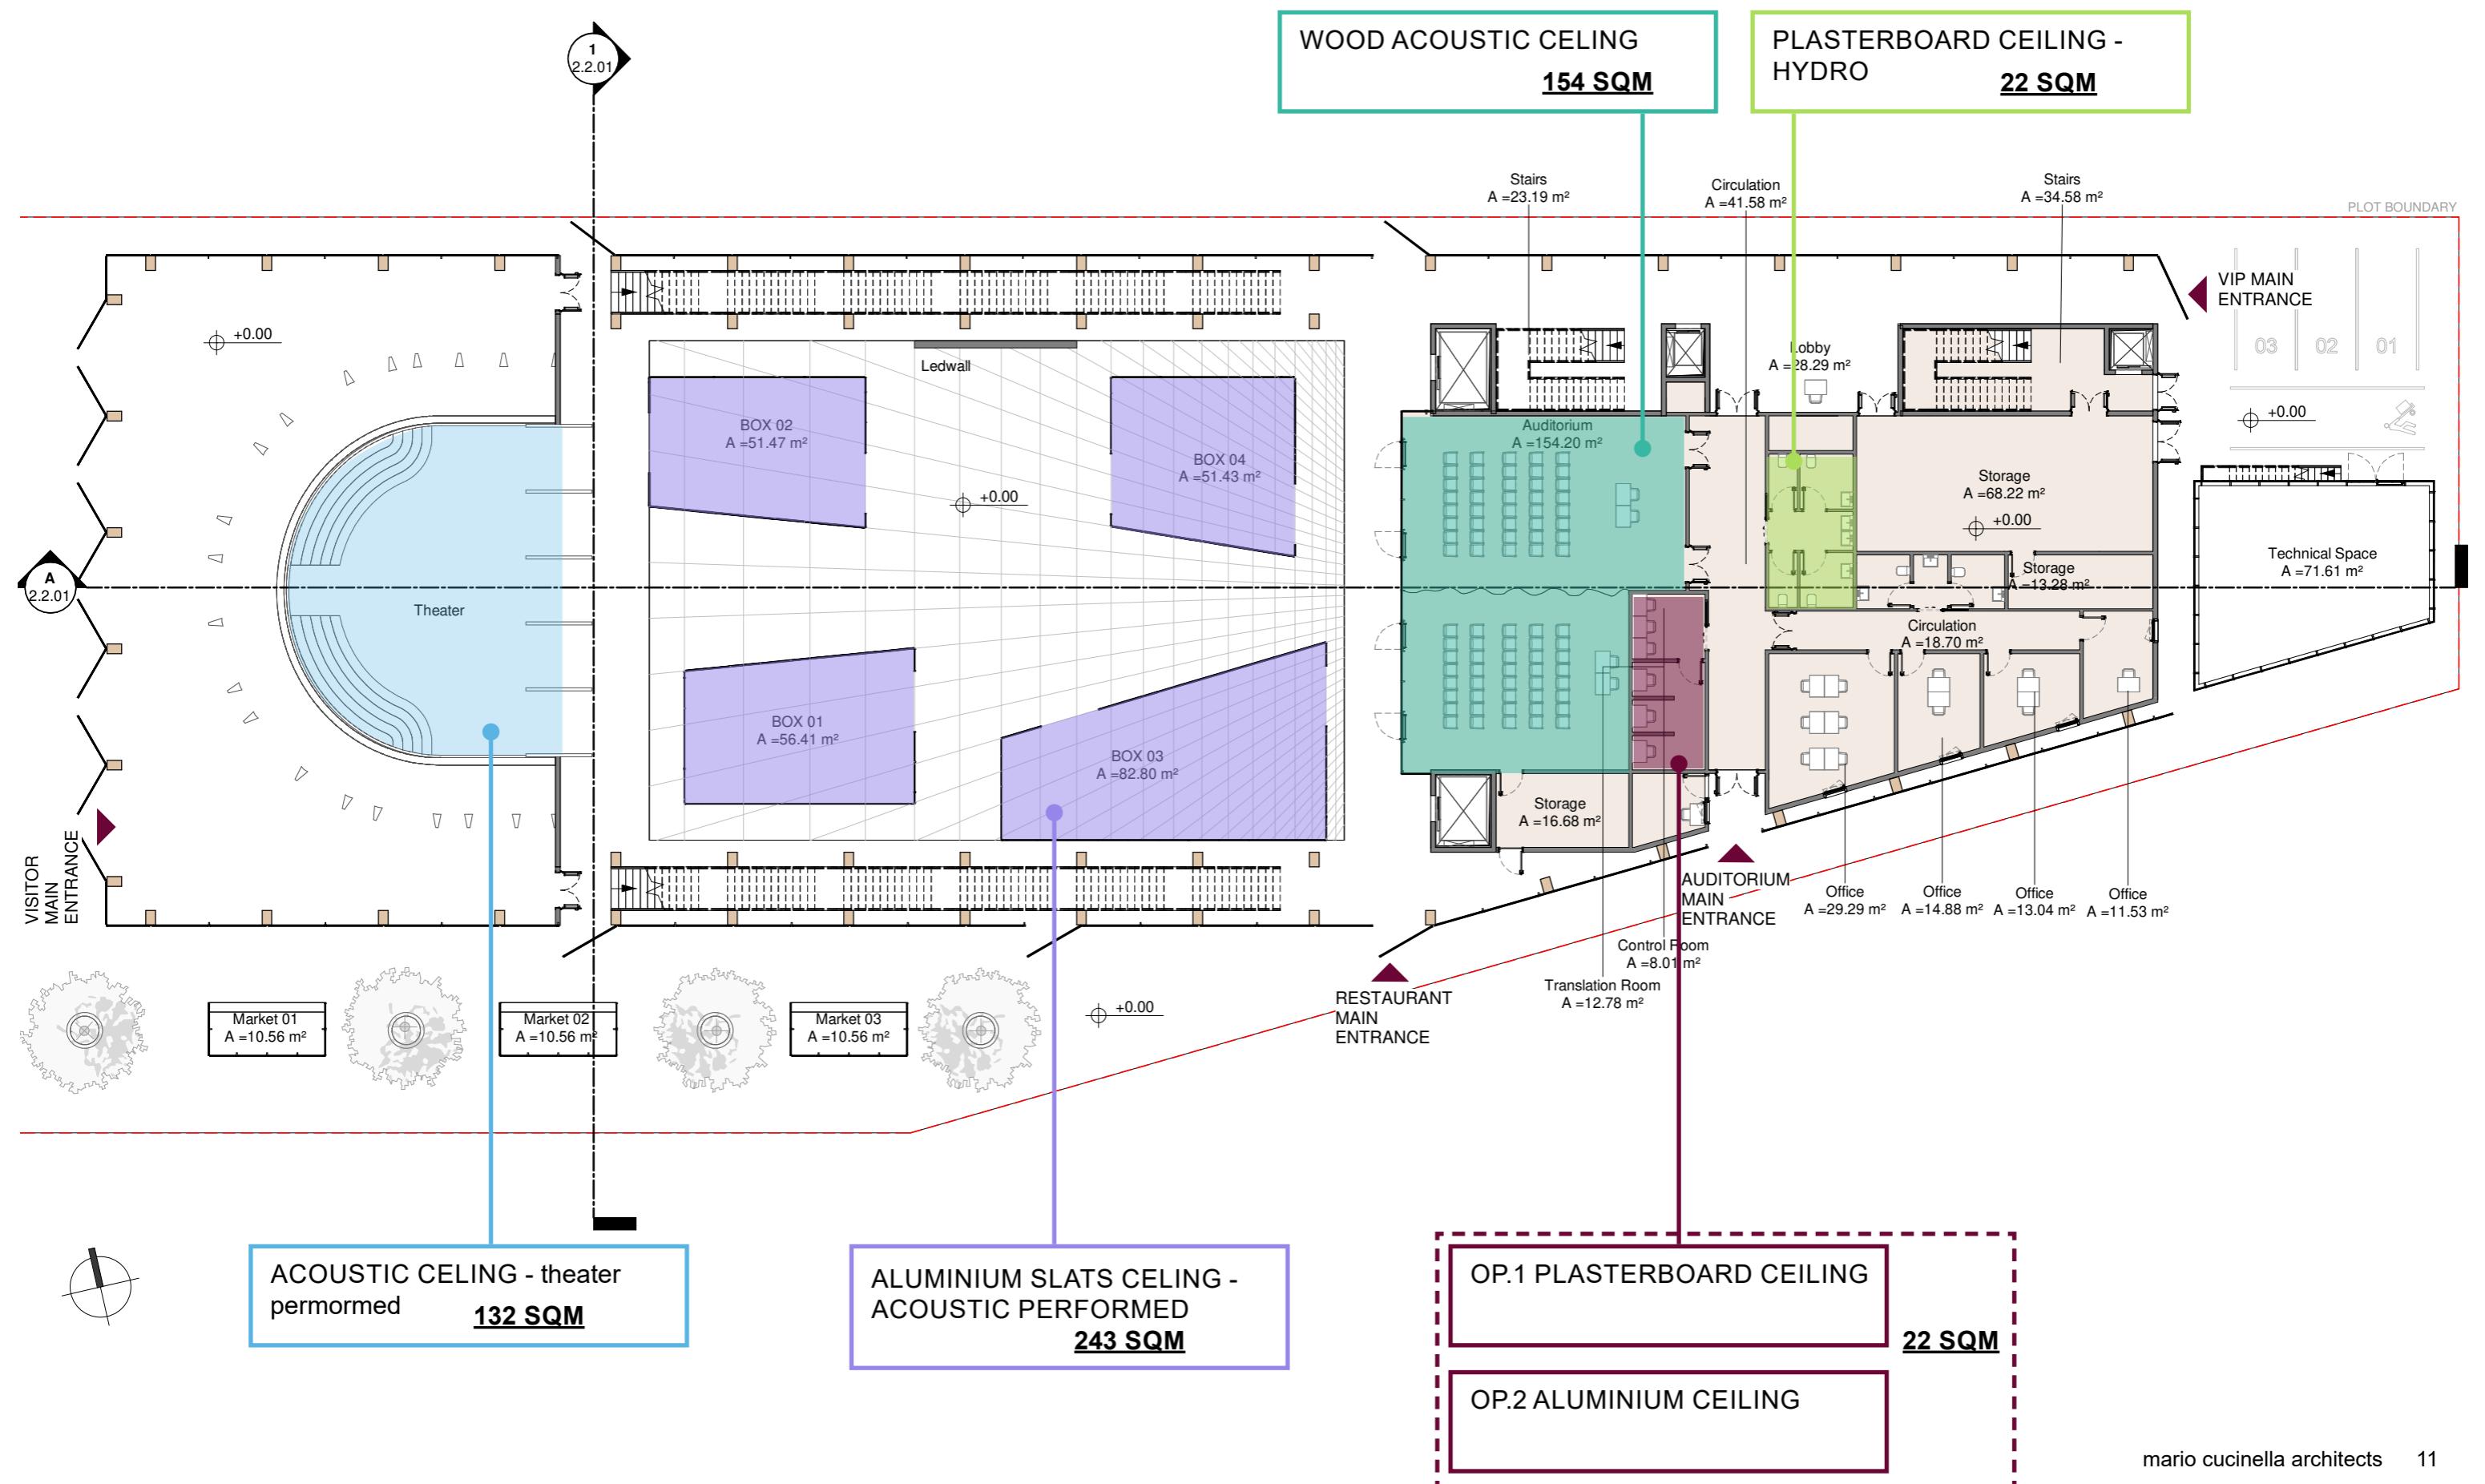 WOOD ACOUSTIC CELING
154 SQM
PLASTERBOARD CEILING -
HYDRO
22 SQM
1
2.2.01
Stairs
A =23.19 m²
Circulation
A =41.58 m²
Stairs
A =34.58 m²
PLOT BOUNDARY
VIP MAIN
ENTRANCE
+0.00
Ledwall
Lobby
A =28.29 m²
03
02
01
+0.00
BOX 02
A =51.47 m²
BOX 04
A =51.43 m²
+0.00
Auditorium
A =154.20 m²
Storage
A =68.22 m²
+0.00
Technical Space
A =71.61 m²
Storage
A =13.28 m²
A
2.2.01
Theater
Circulation
A =18.70 m²
BOX 01
A =56.41 m²
BOX 03
A =82.80 m²
Storage
A =16.68 m²
VISITOR
MAIN
ENTRANCE
AUDITORIUM
MAIN
ENTRANCE
Office
A =29.29 m²
Office
A =14.88 m²
Office
A =13.04 m²
Office
A =11.53 m²
Control Room
A =8.01 m²
Translation Room
A =12.78 m²
RESTAURANT
MAIN
ENTRANCE
Market 01
A =10.56 m²
Market 02
A =10.56 m²
Market 03
A =10.56 m²
+0.00
ACOUSTIC CELING - theater
permormed
132 SQM
ALUMINIUM SLATS CELING -
ACOUSTIC PERFORMED
243 SQM
OP.1 PLASTERBOARD CEILING
22 SQM
OP.2 ALUMINIUM CEILING
mario cucinella architects
11